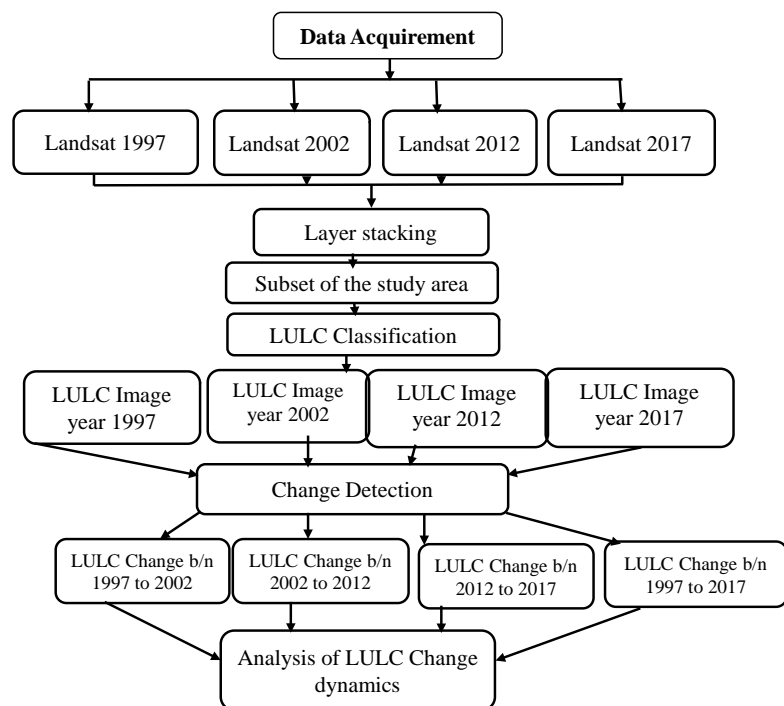 Data Acquirement
Landsat 1997
Landsat 2002
Landsat 2012
Landsat 2017
Layer stacking
Subset of the study area
LULC Classification
LULC Image
year 1997
LULC Image
year 2002
LULC Image
year 2012
LULC Image
year 2017
Change Detection
LULC Change b/n
1997 to 2002
LULC Change b/n
2002 to 2012
LULC Change b/n
2012 to 2017
LULC Change b/n
1997 to 2017
Analysis of LULC Change
dynamics